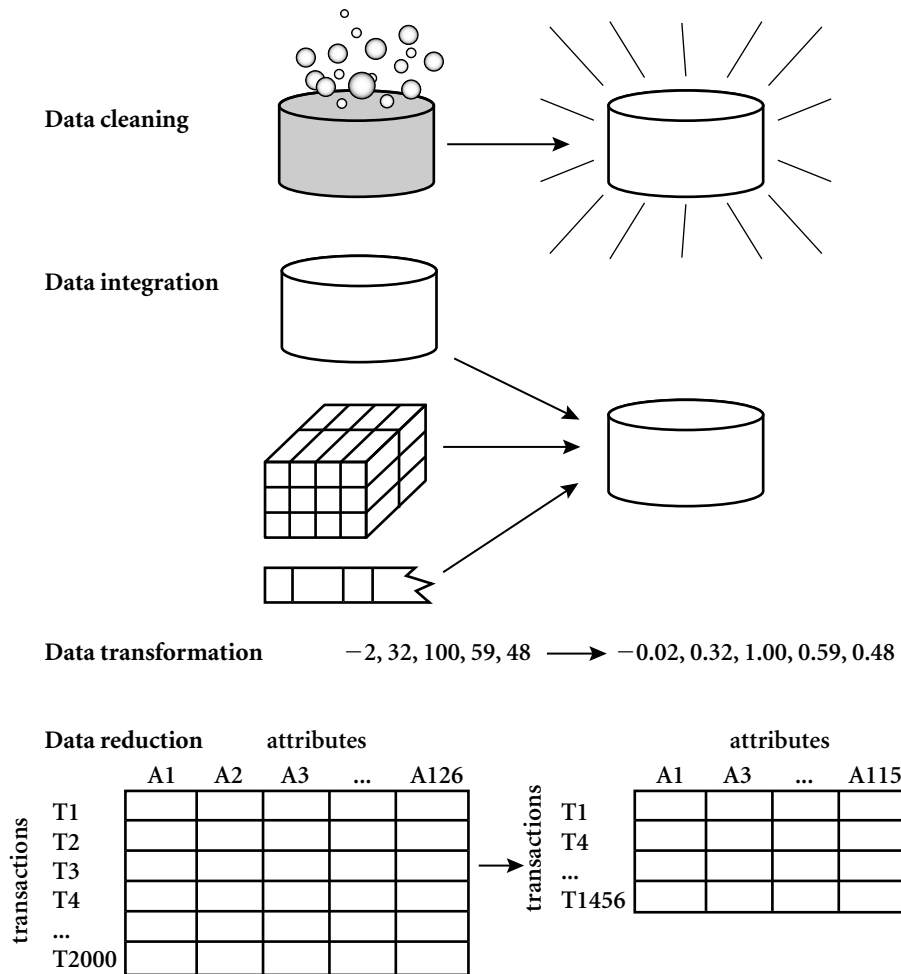 Data cleaning
Data integration
Data transformation −2, 32, 100, 59, 48 −0.02, 0.32, 1.00, 0.59, 0.48
Data reduction attributes attributes
A1 A2 A3 ... A126 A1 A3 ... A115
transactions
T1
T2
T3
T4
...
T2000
transactions
T1
T4
...
T1456